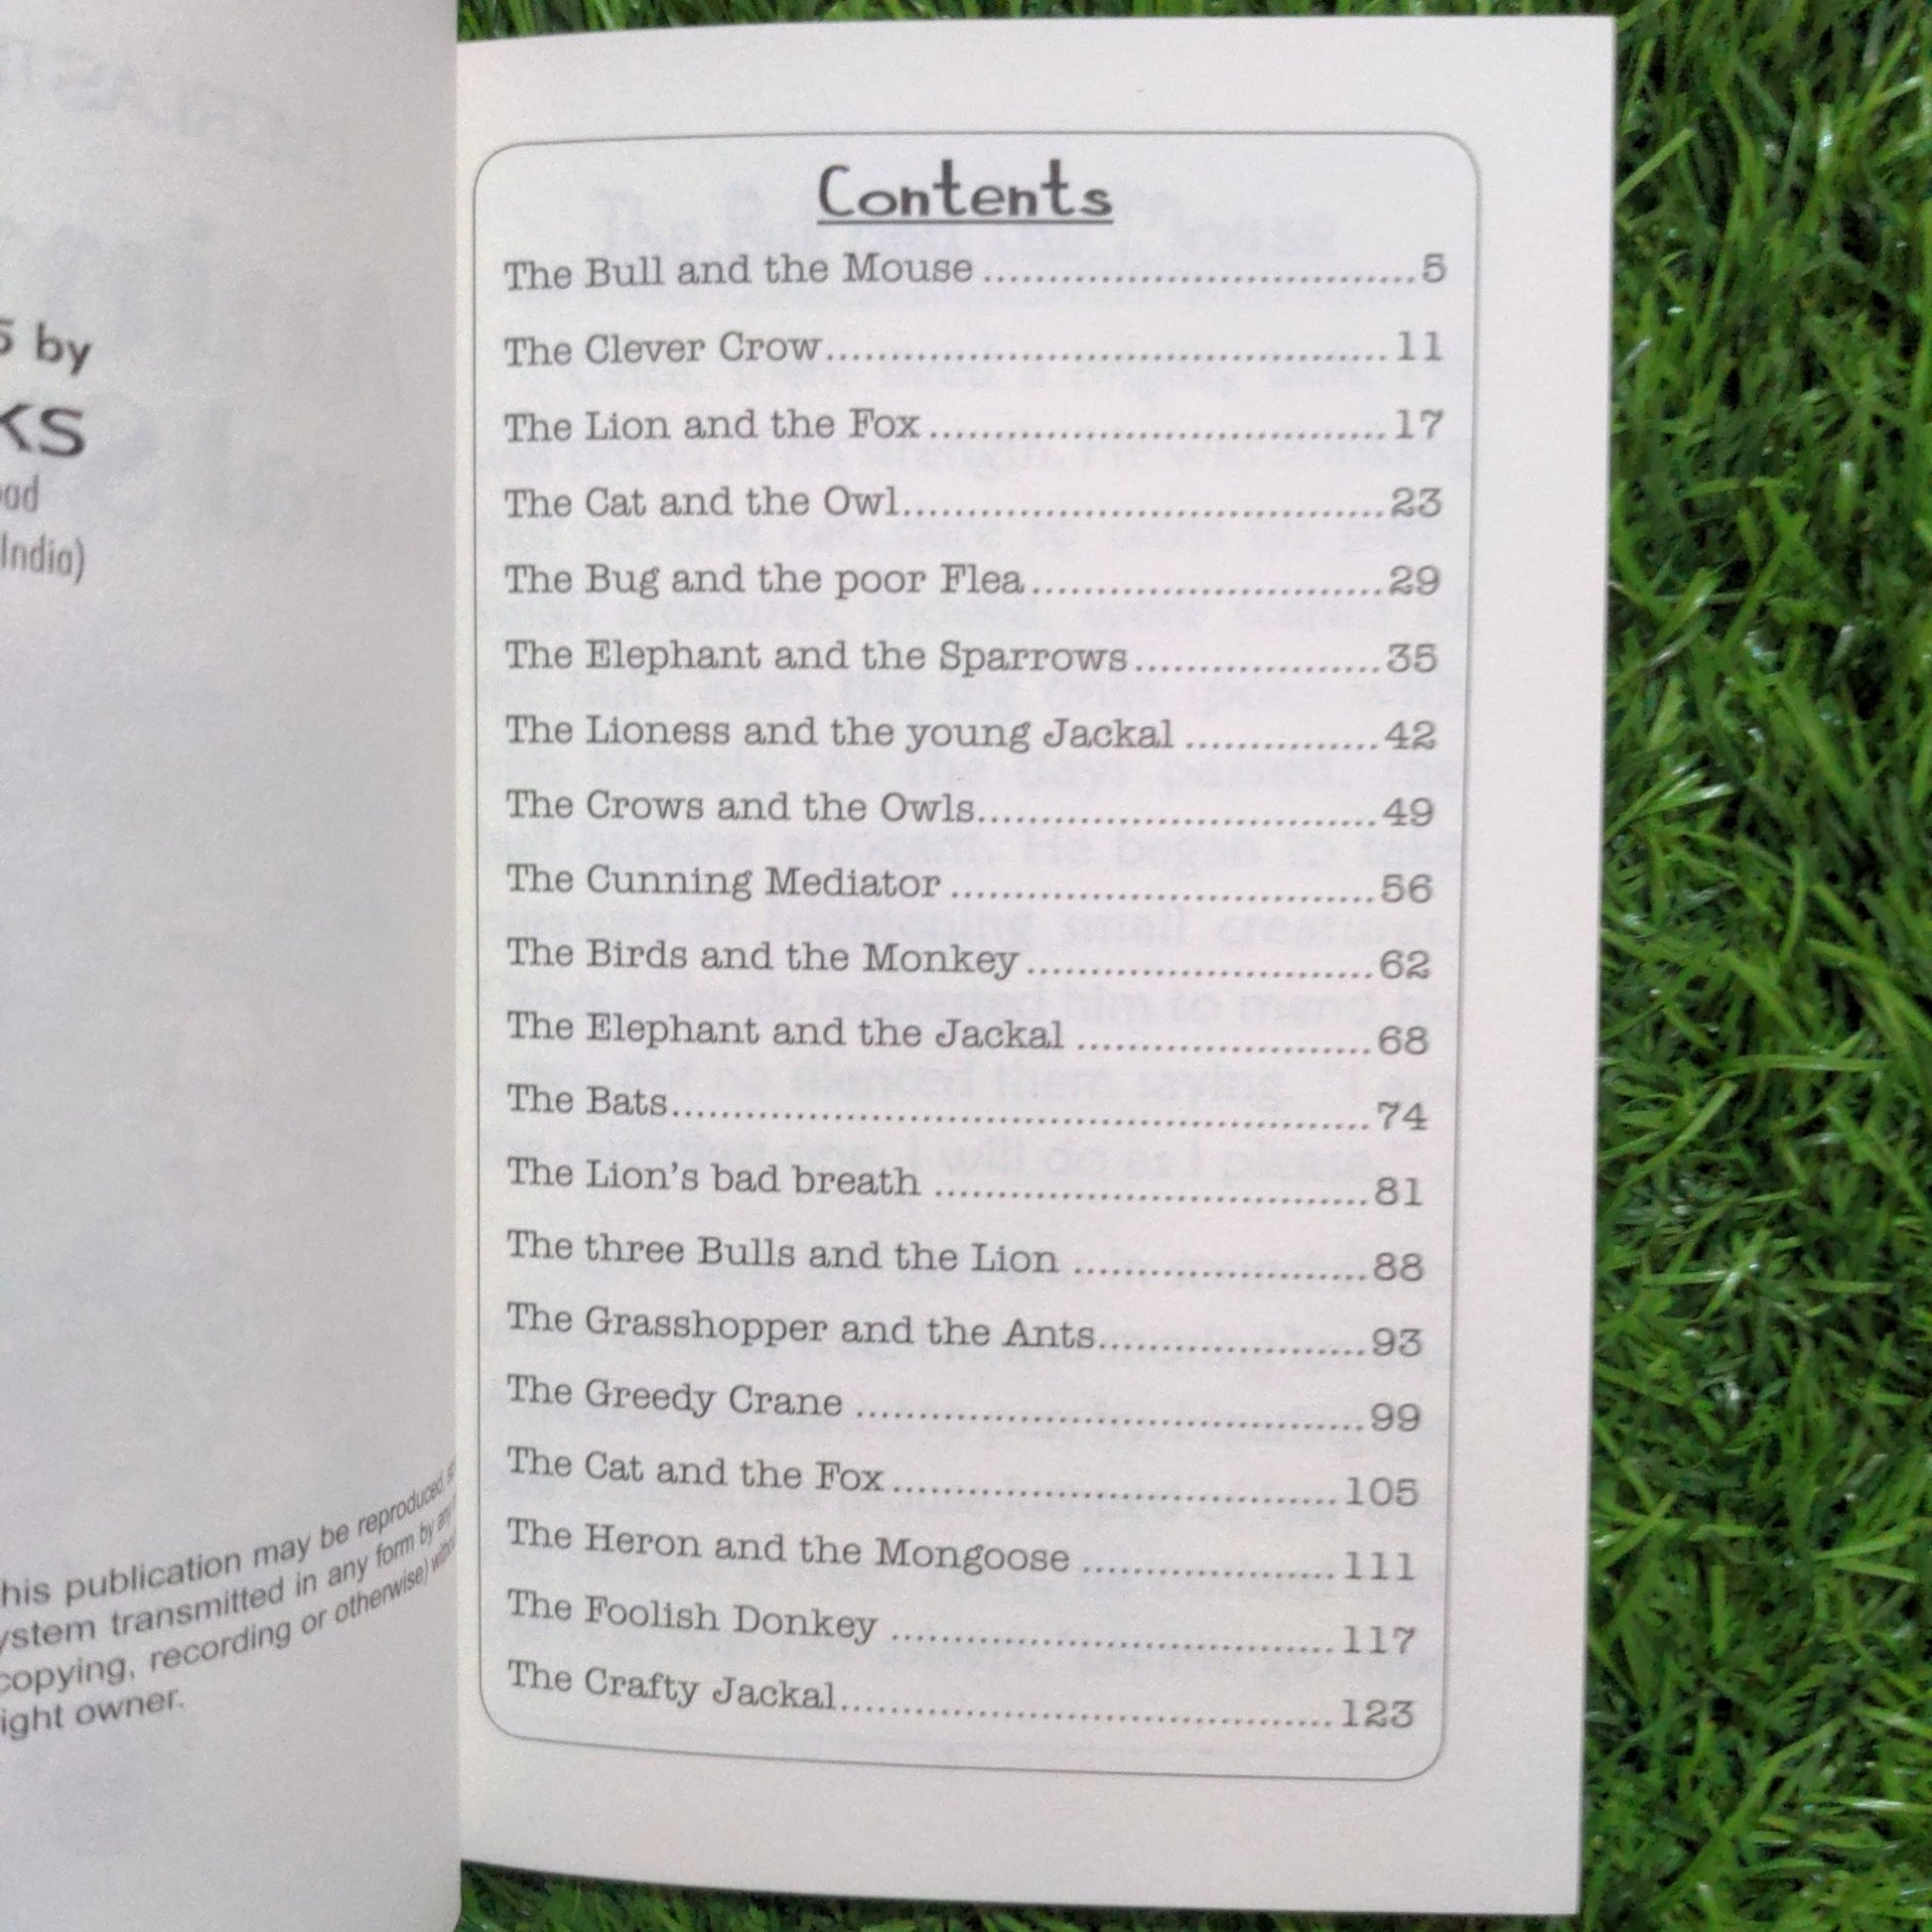 5 by
KS
India)
his publication may be reproduced,
ystem transmitted in any form by any
copying, recording or otherwise)
ight owner.
Contents
The Bull and the Mouse ..................................5
The Clever Crow............................................11
The Lion and the Fox ....................................17
The Cat and the Owl......................................23
The Bug and the poor Flea............................29
The Elephant and the Sparrows...................35
The Lioness and the young Jackal ...............42
The Crows and the Owls...............................49
The Cunning Mediator .................................56
The Birds and the Monkey...........................62
The Elephant and the Jackal .......................68
The Bats.......................................................74
The Lion's bad breath ..................................81
The three Bulls and the Lion .......................88
The Grasshopper and the Ants.....................93
The Greedy Crane ........................................99
The Cat and the Fox...................................105
The Heron and the Mongoose ....................111
The Foolish Donkey ...................................117
The Crafty Jackal.......................................123